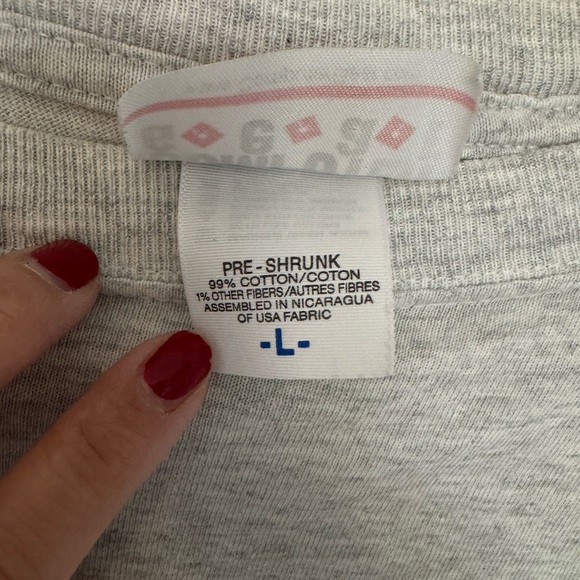 PRE-SHRUNK
99% COTTON/COTON
1% OTHER FIBERS/AUTRES FIBRES
ASSEMBLED IN NICARAGUA
OF USA FABRIC
-L-